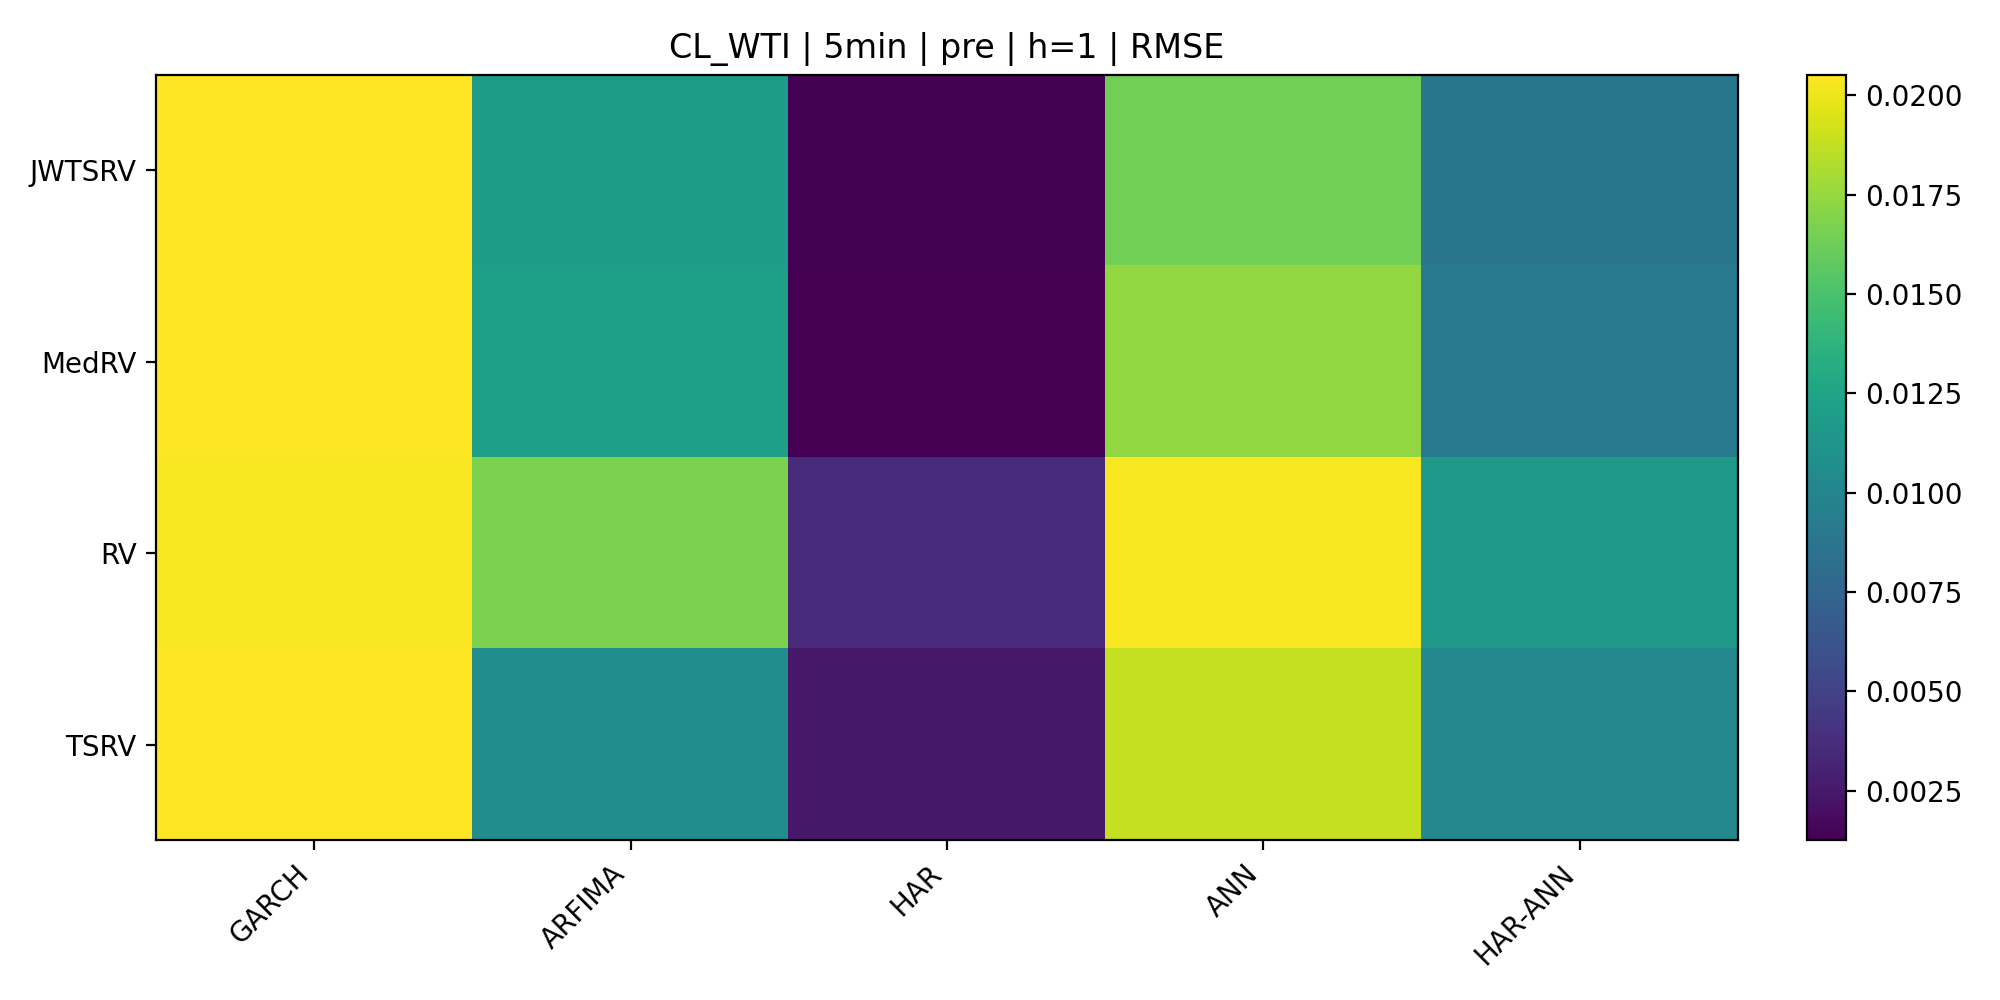 CL_WTI | 5min | pre | h=1 | RMSE
JWTSRV
MedRV
RV
TSRV
GARCH
ARFIMA
HAR
ANN
HAR-ANN
0.0200
0.0175
0.0150
0.0125
0.0100
0.0075
0.0050
0.0025